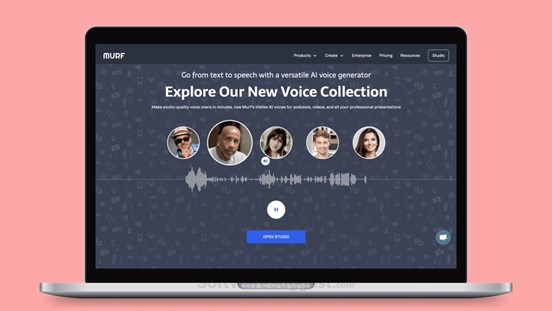 MURF
Products Create Enterprise Pricing Resources Studio
Go from text to speech with a versatile AI voice generator
Explore Our New Voice Collection
Make studio-quality voice overs in minutes. Use Murf's lifelike AI voices for podcasts, videos, and all your professional presentations
OPEN STUDIO